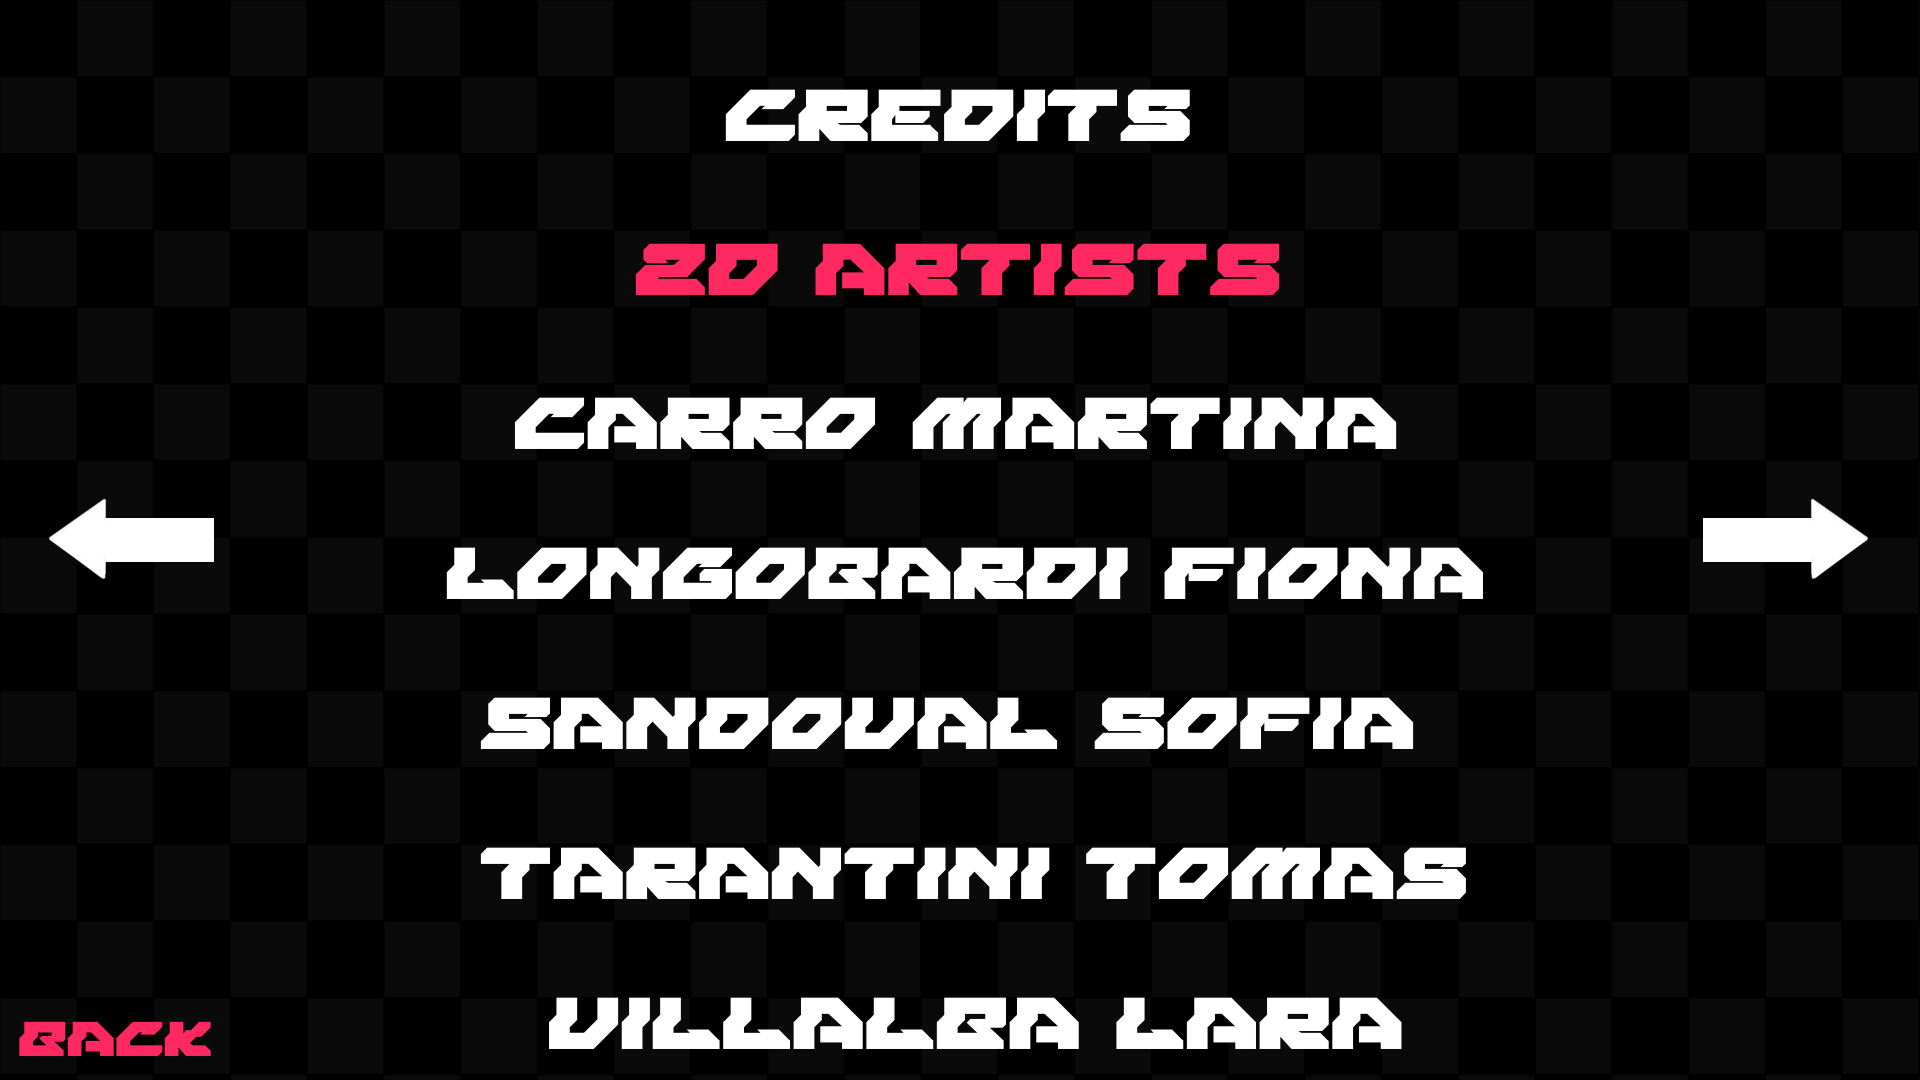 CREDITS
2D ARTISTS
CARRO MARTINA
LONGOBARDI FIONA
SANDOVAL SOFIA
TARANTINI TOMAS
VILLALBA LARA
BACK